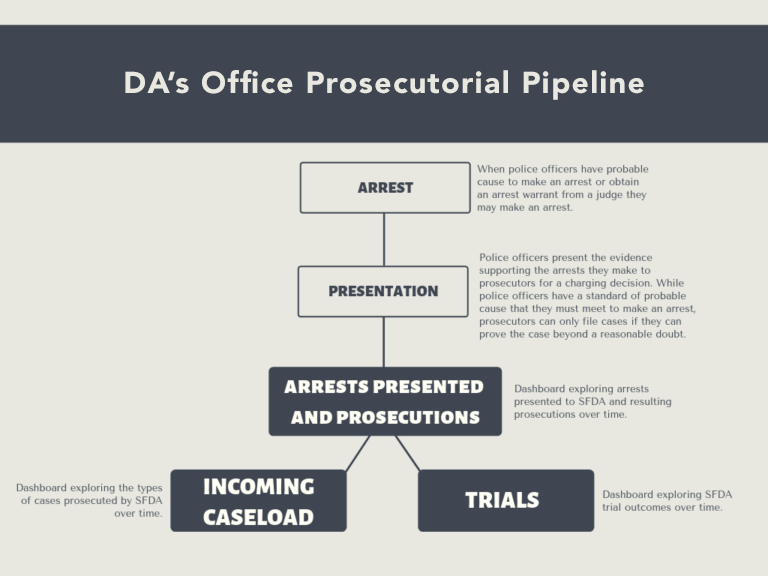 DA's Office Prosecutorial Pipeline
ARREST
When police officers have probable
cause to make an arrest or obtain
an arrest warrant from a judge they
may make an arrest.
PRESENTATION
Police officers present the evidence
supporting the arrests they make to
prosecutors for a charging decision. While
police officers have a standard of probable
cause that they must meet to make an arrest,
prosecutors can only file cases if they can
prove the case beyond a reasonable doubt.
ARRESTS PRESENTED
AND PROSECUTIONS
Dashboard exploring arrests
presented to SFDA and resulting
prosecutions over time.
Dashboard exploring the types
of cases prosecuted by SFDA
over time.
INCOMING
CASELOAD
TRIALS
Dashboard exploring SFDA
trial outcomes over time.